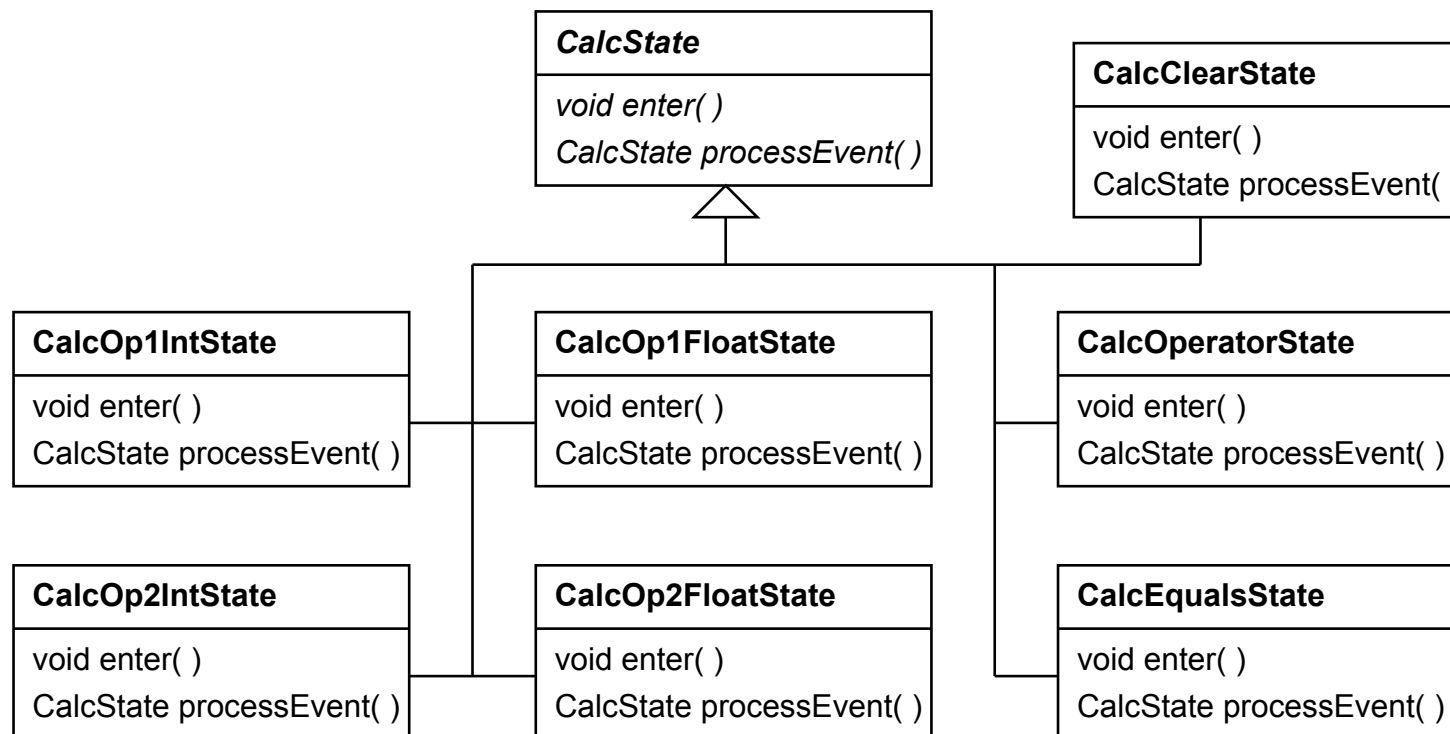 CalcState
void enter( )
CalcState processEvent( )
CalcClearState
void enter( )
CalcState processEvent(
CalcOp1IntState
void enter( )
CalcState processEvent( )
CalcOp1FloatState
void enter( )
CalcState processEvent( )
CalcOperatorState
void enter( )
CalcState processEvent( )
CalcOp2IntState
void enter( )
CalcState processEvent( )
CalcOp2FloatState
void enter( )
CalcState processEvent( )
CalcEqualsState
void enter( )
CalcState processEvent( )